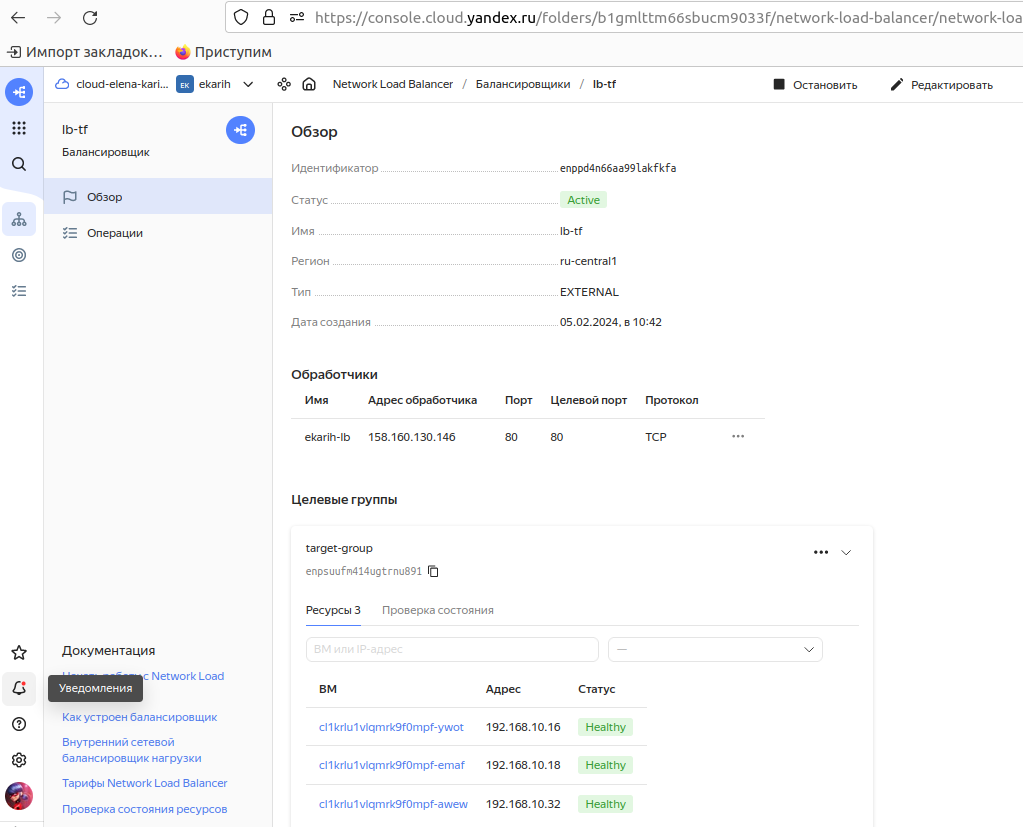 https://console.cloud.yandex.ru/folders/b1gmlttm66sbucm9033f/network-load-balancer/network-loa
Импорт закладок… Приступим
cloud-elena-kari... EK ekarih Network Load Balancer / Балансировщики / lb-tf Остановить Редактировать
lb-tf
Балансировщик
Обзор
Операции
Документация
с Network Load
Уведомления
Как устроен балансировщик
Внутренний сетевой
балансировщик нагрузки
Тарифы Network Load Balancer
Проверка состояния ресурсов
Обзор
Идентификатор enppd4n66aa99lakfkfa
Статус Active
Имя lb-tf
Регион ru-central1
Тип EXTERNAL
Дата создания 05.02.2024, в 10:42
Обработчики
Имя Адрес обработчика Порт Целевой порт Протокол
ekarih-lb 158.160.130.146 80 80 TCP
Целевые группы
target-group
enpsuufm414ugtrnu891
Ресурсы 3 Проверка состояния
ВМ или IP-адрес —
ВМ Адрес Статус
cl1krlu1vlqmrk9f0mpf-ywot 192.168.10.16 Healthy
cl1krlu1vlqmrk9f0mpf-emaf 192.168.10.18 Healthy
cl1krlu1vlqmrk9f0mpf-awew 192.168.10.32 Healthy